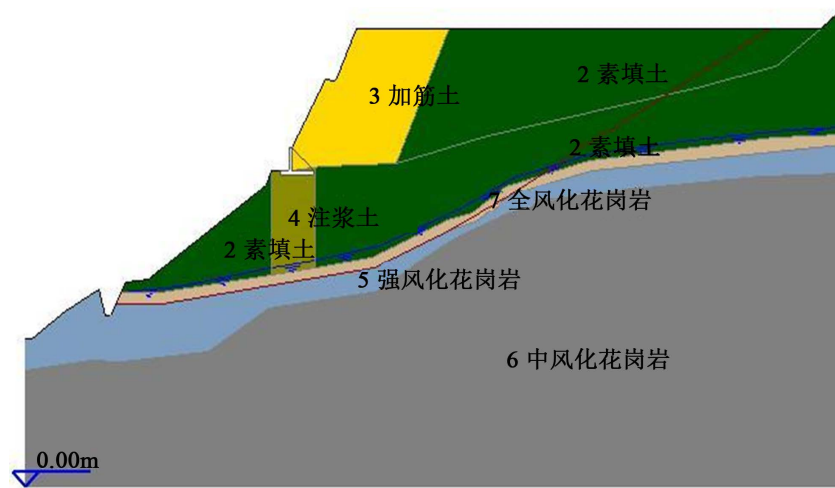 2 素填土
3 加筋土
2 素填土
7 全风化花岗岩
4 注浆土
2 素填土
5 强风化花岗岩
6 中风化花岗岩
0.00m